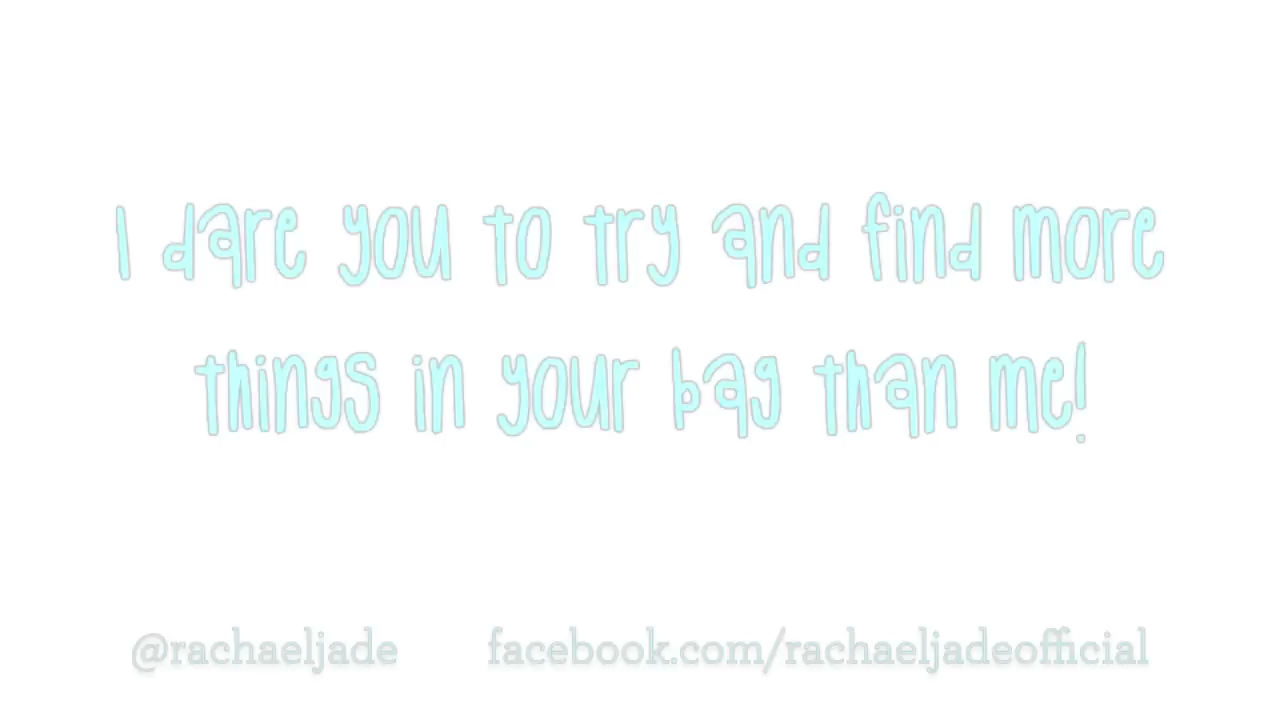 I dare you to try and find more
things in your bag than me!
@rachaeljade facebook.com/rachaeljadeofficial